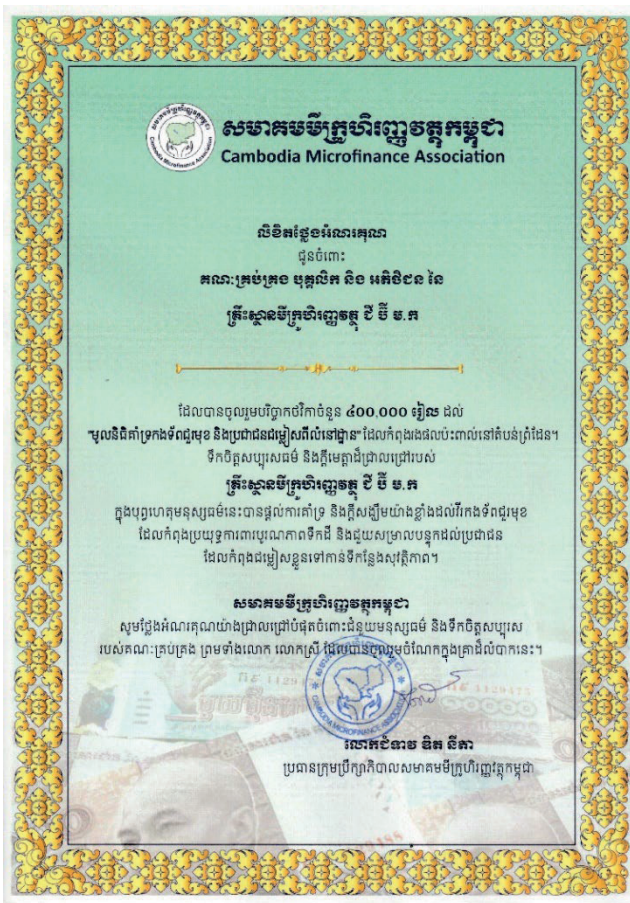 សមាគមមីក្រូហិរញ្ញវត្ថុកម្ពុជា
Cambodia Microfinance Association
លិខិតថ្លែងអំណរគុណ
ជូនចំពោះ
គណៈគ្រប់គ្រង បុគ្គលិក និង អតិថិជន នៃ
គ្រឹះស្ថានមីក្រូហិរញ្ញវត្ថុ ជី ប៊ី ម.ក
ដែលបានចូលរួមបរិច្ចាកថវិកាចំនួន ៤០០,០០០ រៀល ដល់
"មូលនិធិគាំទ្រកងទ័ពជួរមុខ និងប្រជាជនជម្លៀសពីលំនៅដ្ឋាន" ដែលកំពុងរងផលប៉ះពាល់នៅតំបន់ព្រំដែន។
ទឹកចិត្តសប្បុរសធម៌ និងក្តីមេត្តាដ៏ជ្រាលជ្រៅរបស់
គ្រឹះស្ថានមីក្រូហិរញ្ញវត្ថុ ជី ប៊ី ម.ក
ក្នុងបុព្វហេតុមនុស្សធម៌នេះបានផ្តល់ការគាំទ្រ និងក្តីសង្ឃឹមយ៉ាងខ្លាំងដល់វីរកងទ័ពជួរមុខ
ដែលកំពុងប្រយុទ្ធការពារបូរណភាពទឹកដី និងជួយសម្រាលបន្ទុកដល់ប្រជាជន
ដែលកំពុងជម្លៀសខ្លួនទៅកាន់ទីកន្លែងសុវត្ថិភាព។
សមាគមមីក្រូហិរញ្ញវត្ថុកម្ពុជា
សូមថ្លែងអំណរគុណយ៉ាងជ្រាលជ្រៅបំផុតចំពោះជំនួយមនុស្សធម៌ និងទឹកចិត្តសប្បុរស
របស់គណៈគ្រប់គ្រង ព្រមទាំងលោក លោកស្រី ដែលបានចូលរួមចំណែកក្នុងគ្រាដ៏លំបាកនេះ។
លោកជំទាវ ឌិត នីតា
ប្រធានក្រុមប្រឹក្សាភិបាលសមាគមមីក្រូហិរញ្ញវត្ថុកម្ពុជា